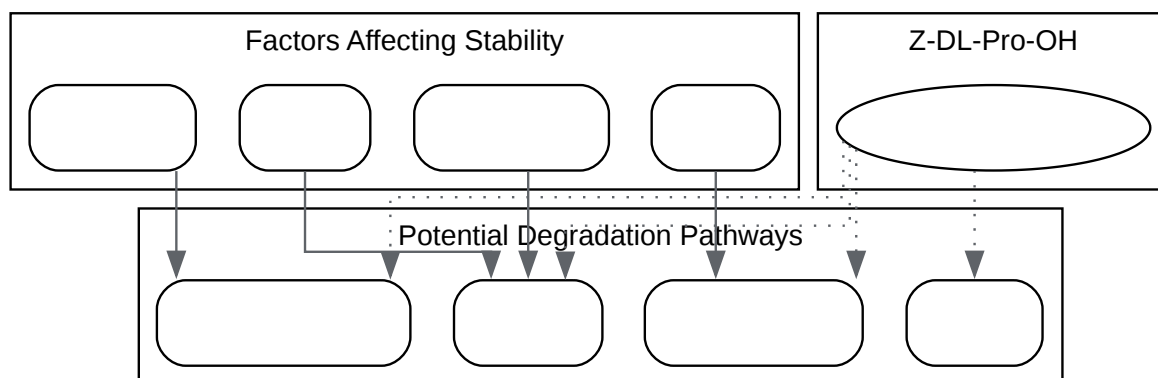 Factors Affecting Stability
Z-DL-Pro-OH
Potential Degradation Pathways